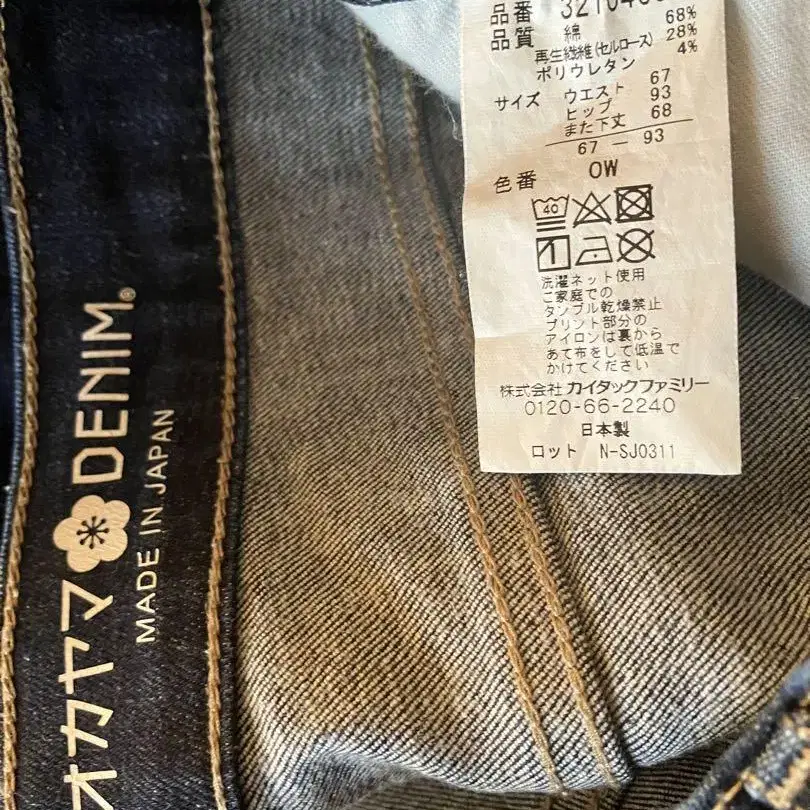 品番
品質 綿 68%
再生繊維(セルロース) 28%
ポリウレタン 4%
サイズ ウエスト 67
ヒップ 93
また下丈 68
67 － 93
色番 OW
40
洗濯ネット使用
ご家庭での
タンブル乾燥禁止
プリント部分の
アイロンは裏から
あて布をして低温で
かけてください
株式会社 カイタックファミリー
0120-66-2240
日本製
ロット N-SJ0311
オカヤマ DENIM®
MADE IN JAPAN